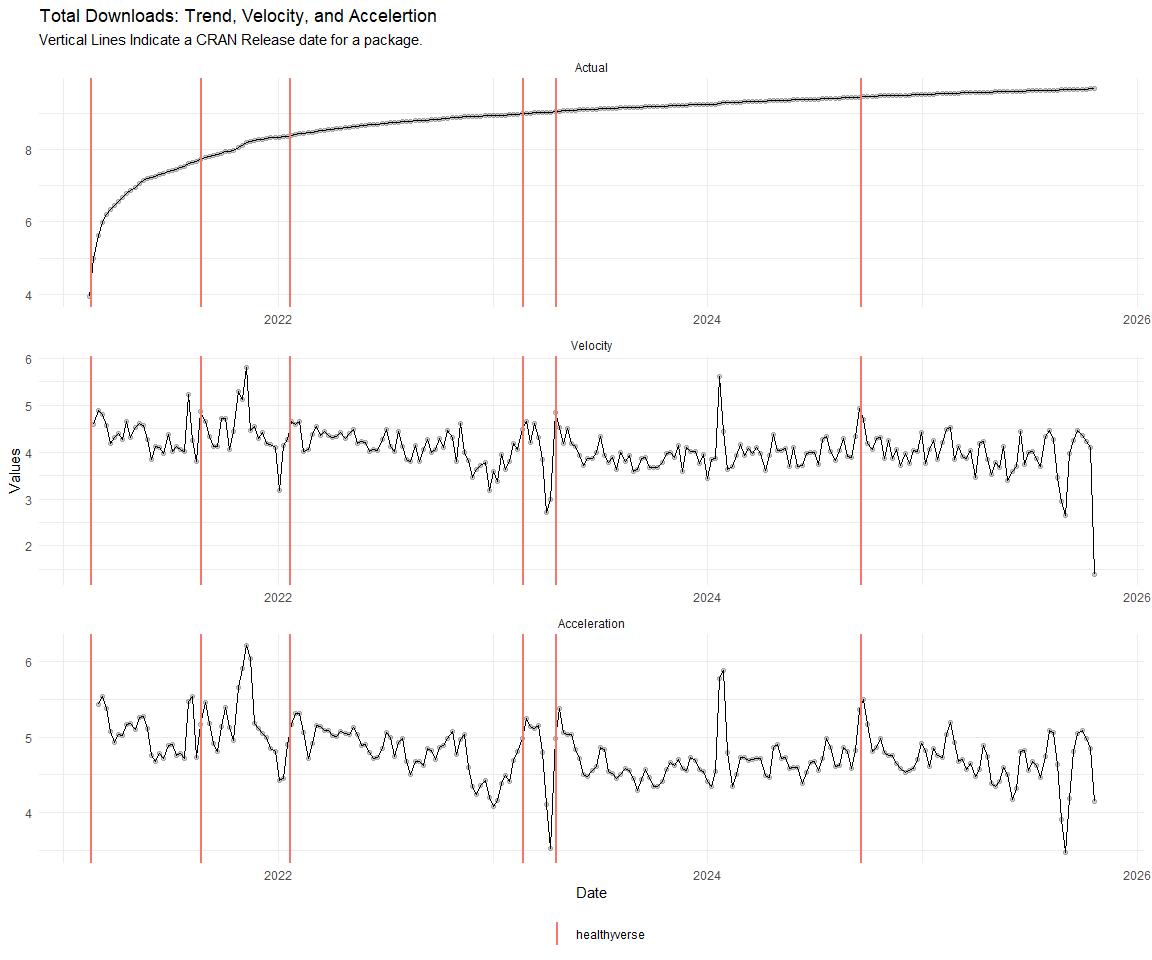 Total Downloads: Trend, Velocity, and Accelertion
Vertical Lines Indicate a CRAN Release date for a package.
Actual
8
6
4
2022 2024 2026
Velocity
6
5
4
3
2
2022 2024 2026
Acceleration
6
5
4
2022 2024 2026
Values
Date
healthyverse